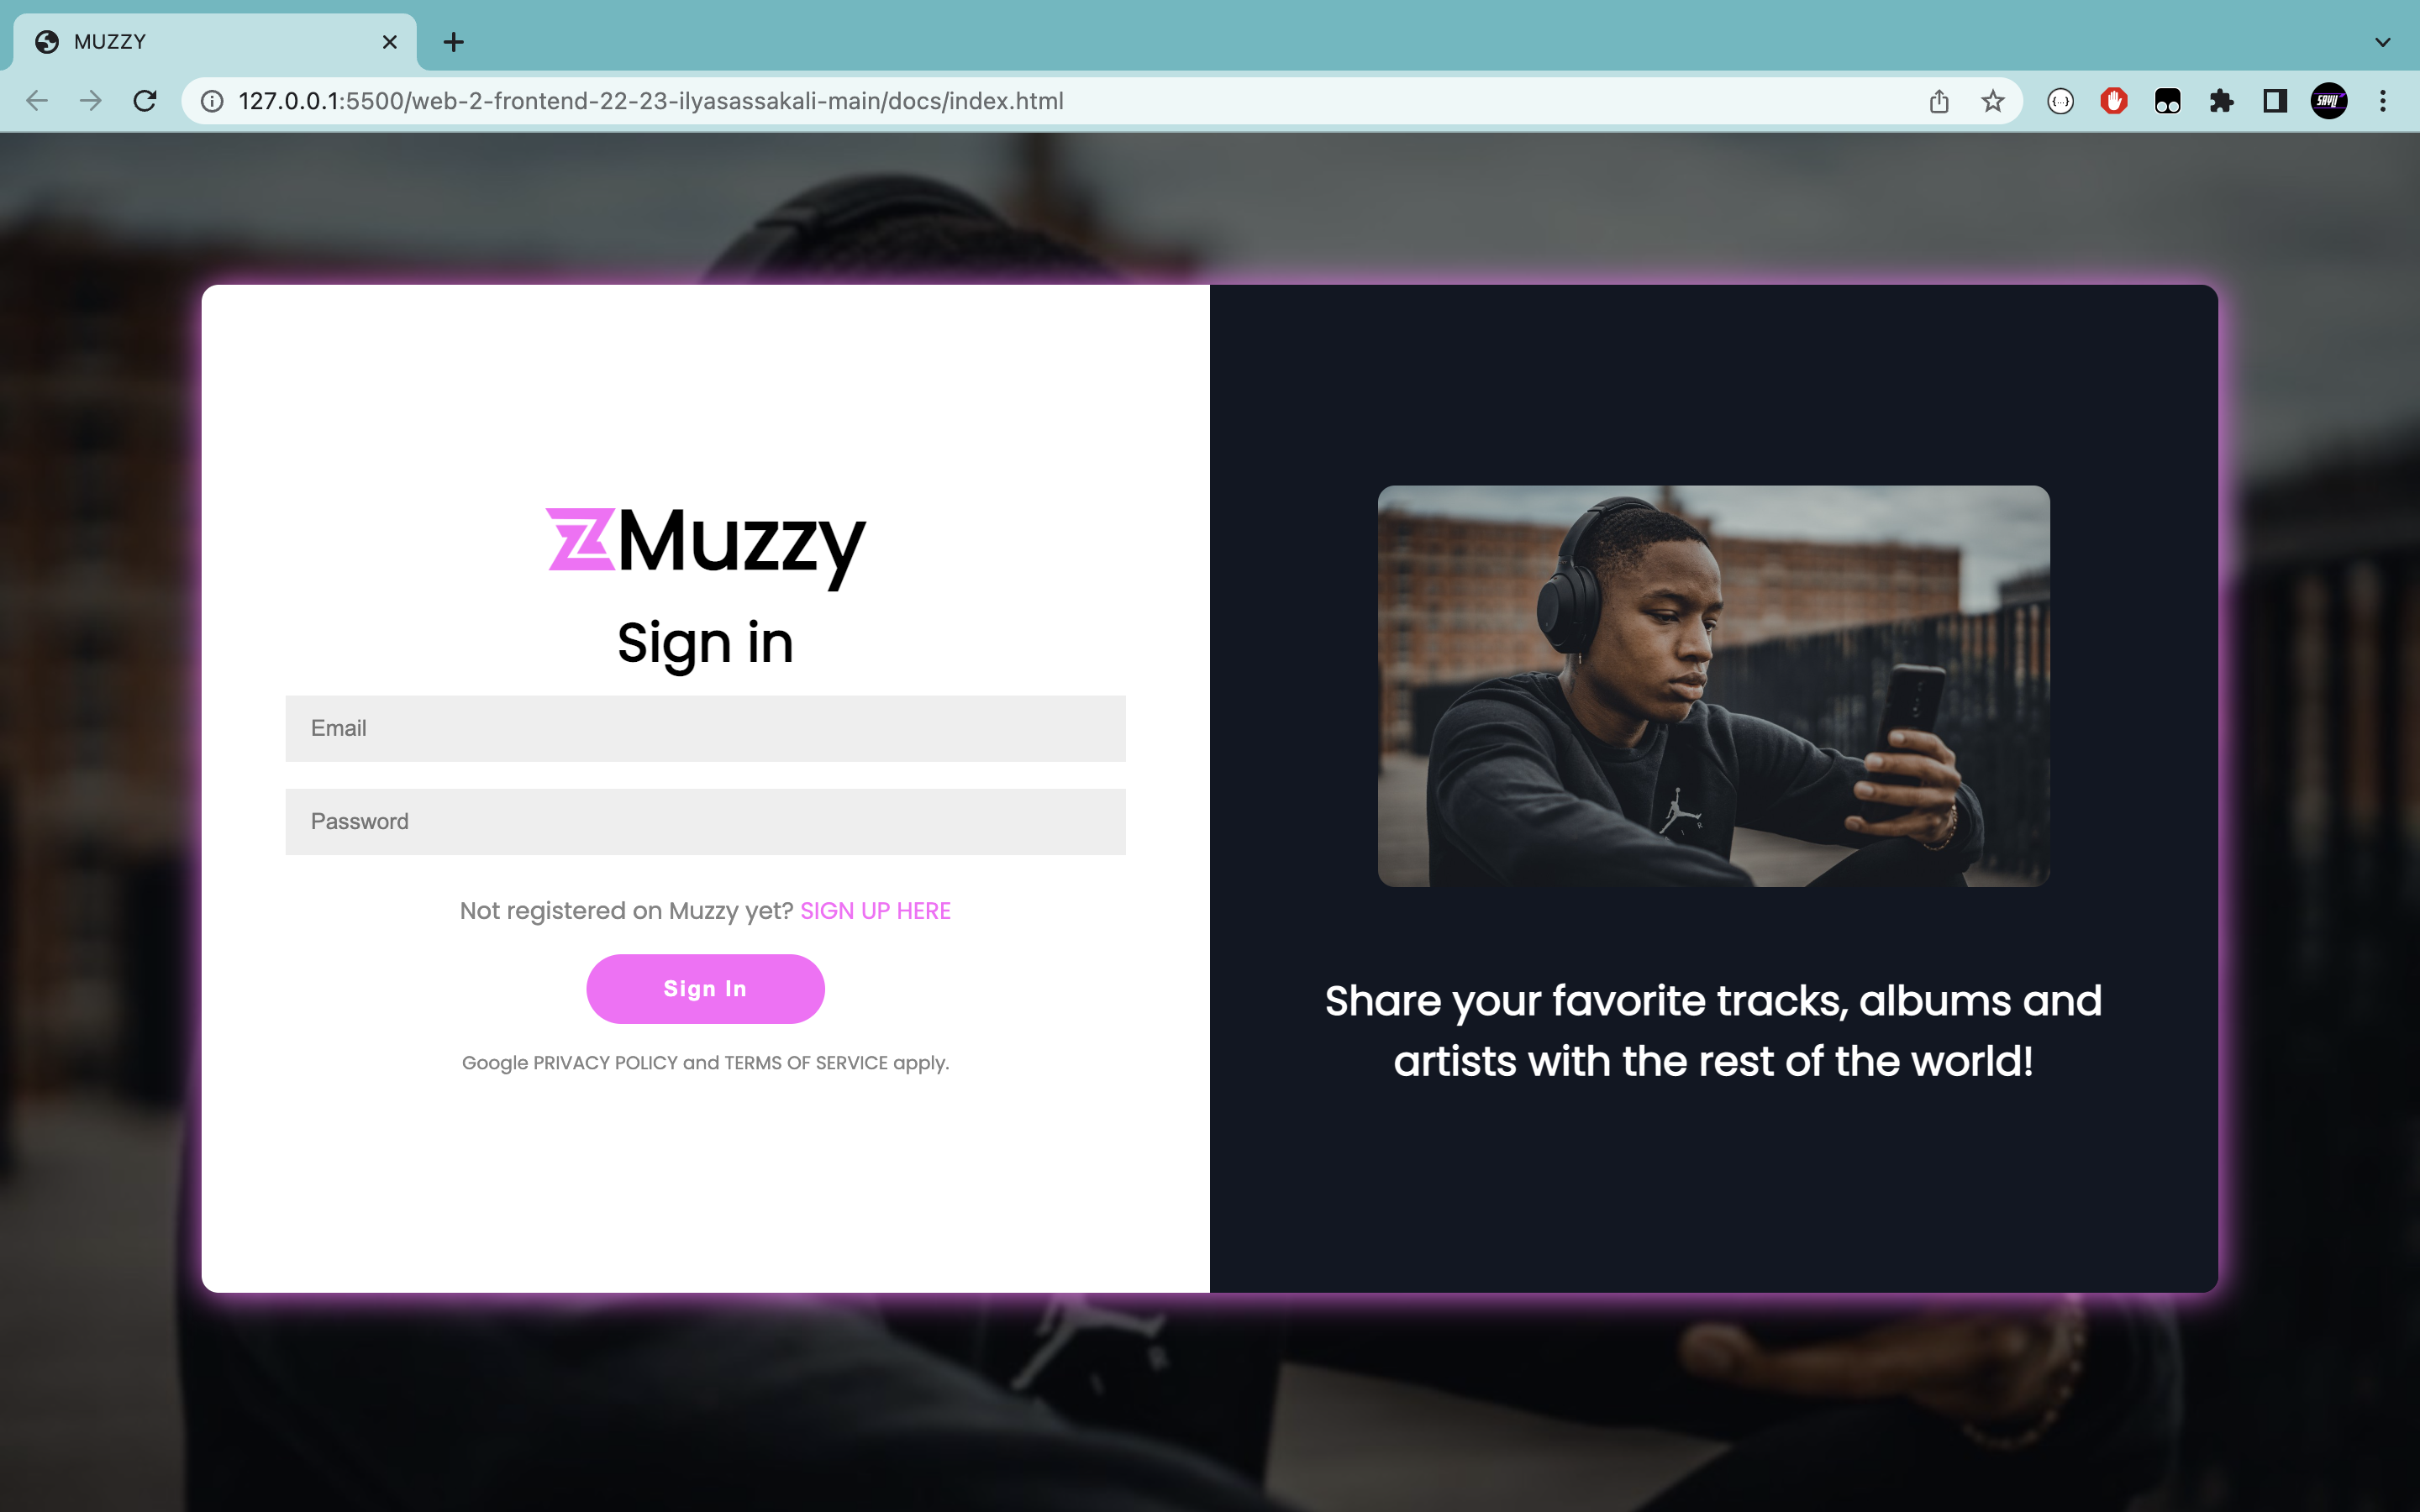 MUZZY
127.0.0.1:5500/web-2-frontend-22-23-ilyasassakali-main/docs/index.html
Muzzy
Sign in
Email
Password
Not registered on Muzzy yet? SIGN UP HERE
Sign In
Google PRIVACY POLICY and TERMS OF SERVICE apply.
Share your favorite tracks, albums and
artists with the rest of the world!